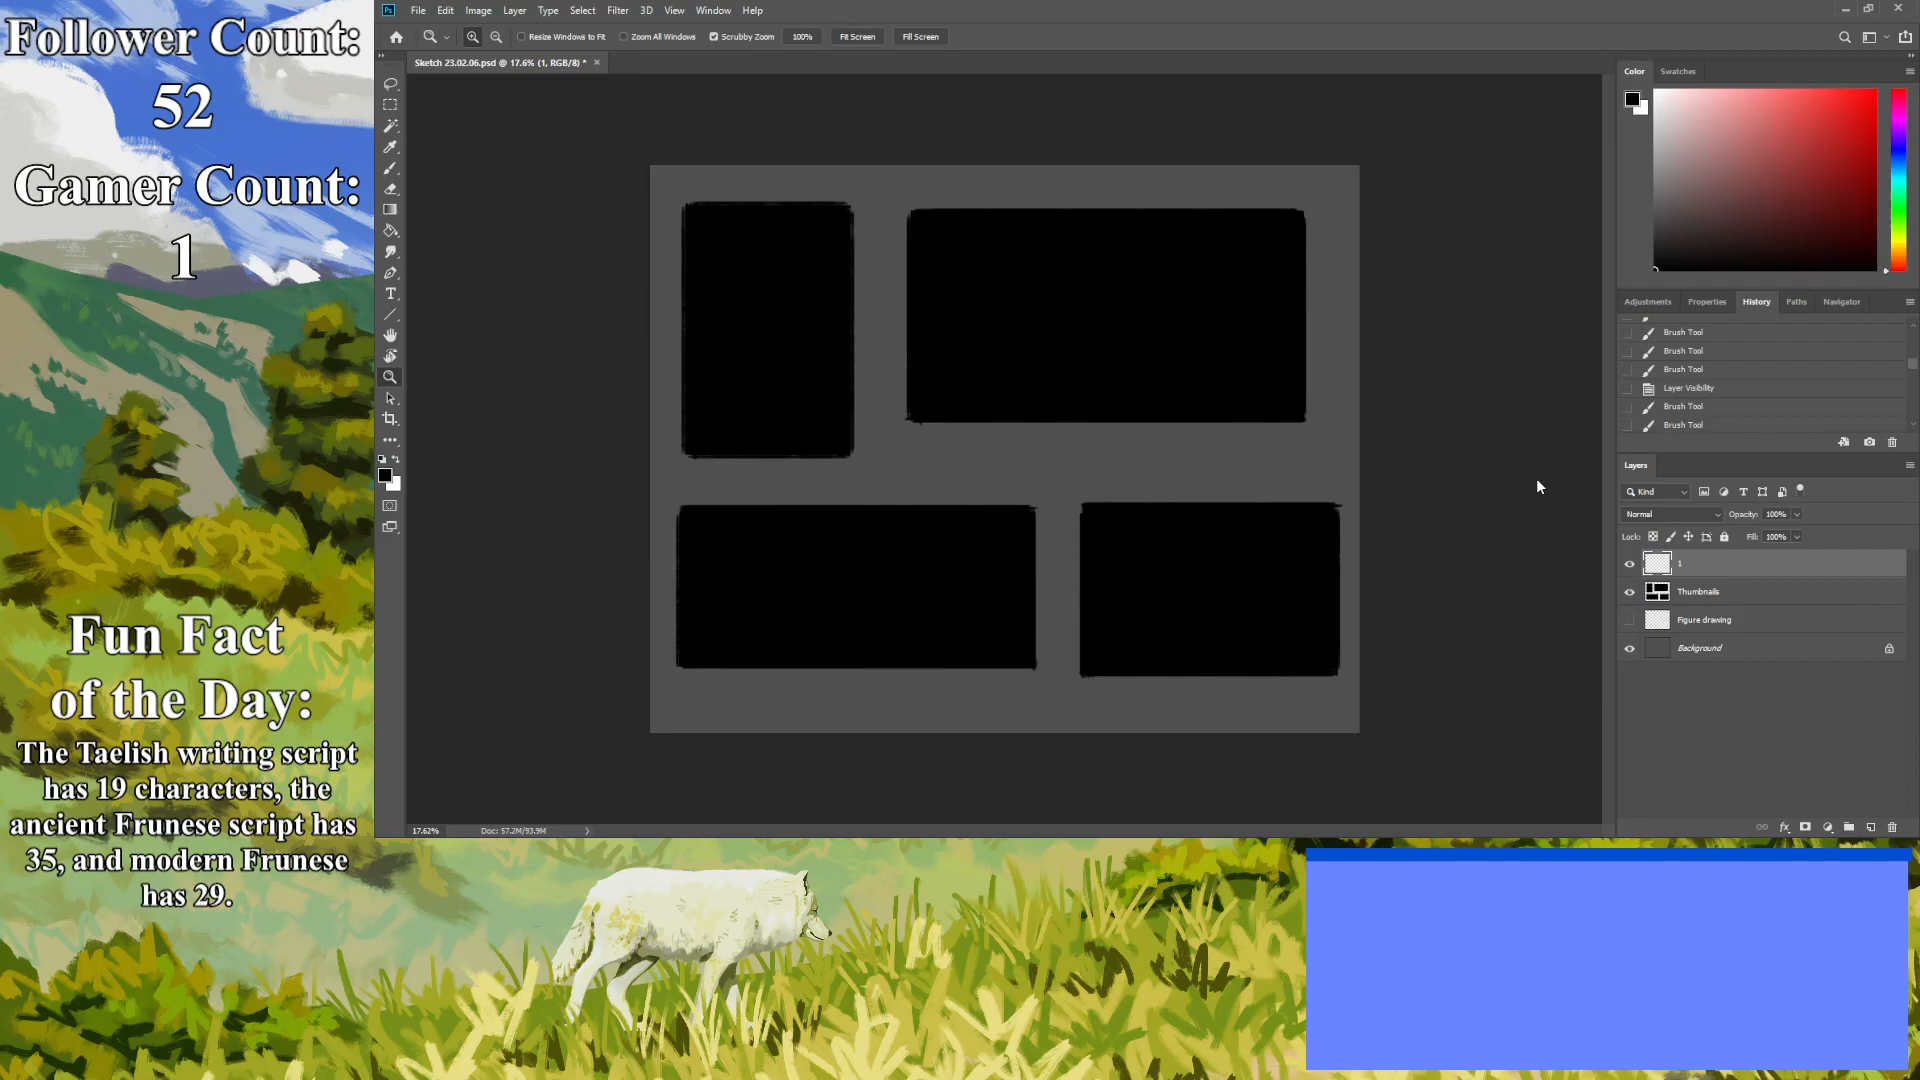 Follower Count:
52
Gamer Count:
1
Fun Fact
of the Day:
The Taelish writing script
has 19 characters, the
ancient Frunese script has
35, and modern Frunese
has 29.
Ps File Edit Image Layer Type Select Filter 3D View Window Help
Resize Windows to Fit Zoom All Windows Scrubby Zoom 100% Fit Screen Fill Screen
Sketch 23.02.06.psd @ 17.6% (1, RGB/8) * ×
T
17.62% Doc: 57.2M/93.9M
Color Swatches
Adjustments Properties History Paths Navigator
Brush Tool
Brush Tool
Brush Tool
Layer Visibility
Brush Tool
Brush Tool
Layers
Kind T
Normal Opacity: 100%
Lock: Fill: 100%
1
Thumbnails
Figure drawing
Background
fx